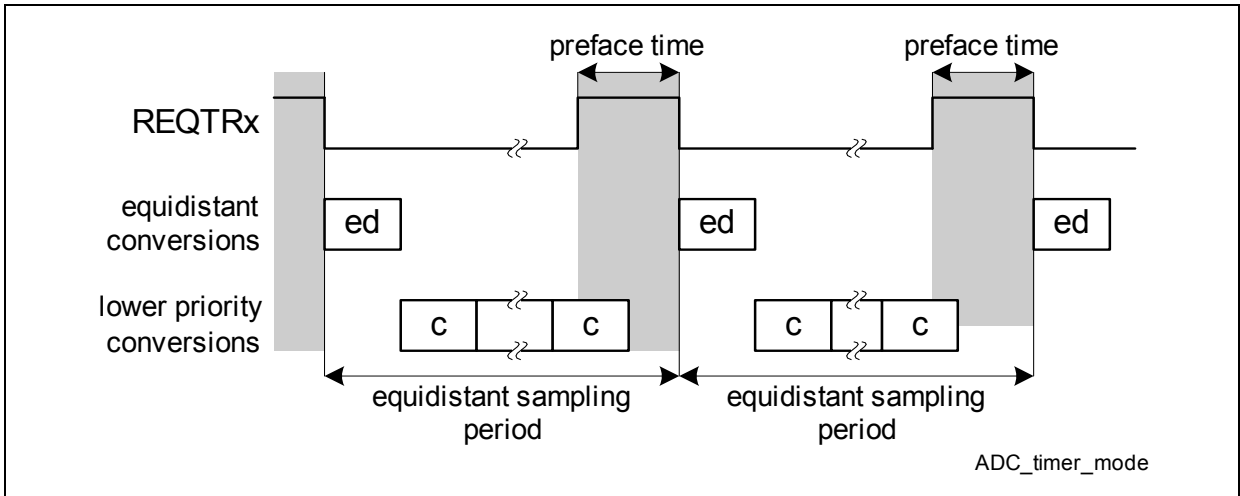 preface time
preface time
REQTRx
equidistant
conversions
ed
ed
ed
lower priority
conversions
c
c
c
c
equidistant sampling
period
equidistant sampling
period
ADC_timer_mode